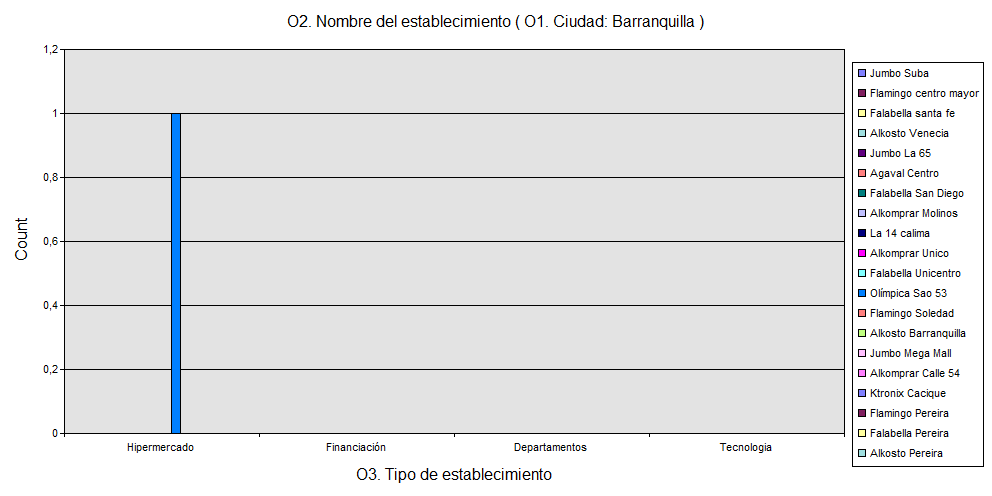 O2. Nombre del establecimiento ( O1. Ciudad: Barranquilla )
1,2
1
0,8
0,6
0,4
0,2
0
Count
Hipermercado
Financiación
Departamentos
Tecnologia
O3. Tipo de establecimiento
Jumbo Suba
Flamingo centro mayor
Falabella santa fe
Alkosto Venecia
Jumbo La 65
Agaval Centro
Falabella San Diego
Alkomprar Molinos
La 14 calima
Alkomprar Unico
Falabella Unicentro
Olímpica Sao 53
Flamingo Soledad
Alkosto Barranquilla
Jumbo Mega Mall
Alkomprar Calle 54
Ktronix Cacique
Flamingo Pereira
Falabella Pereira
Alkosto Pereira